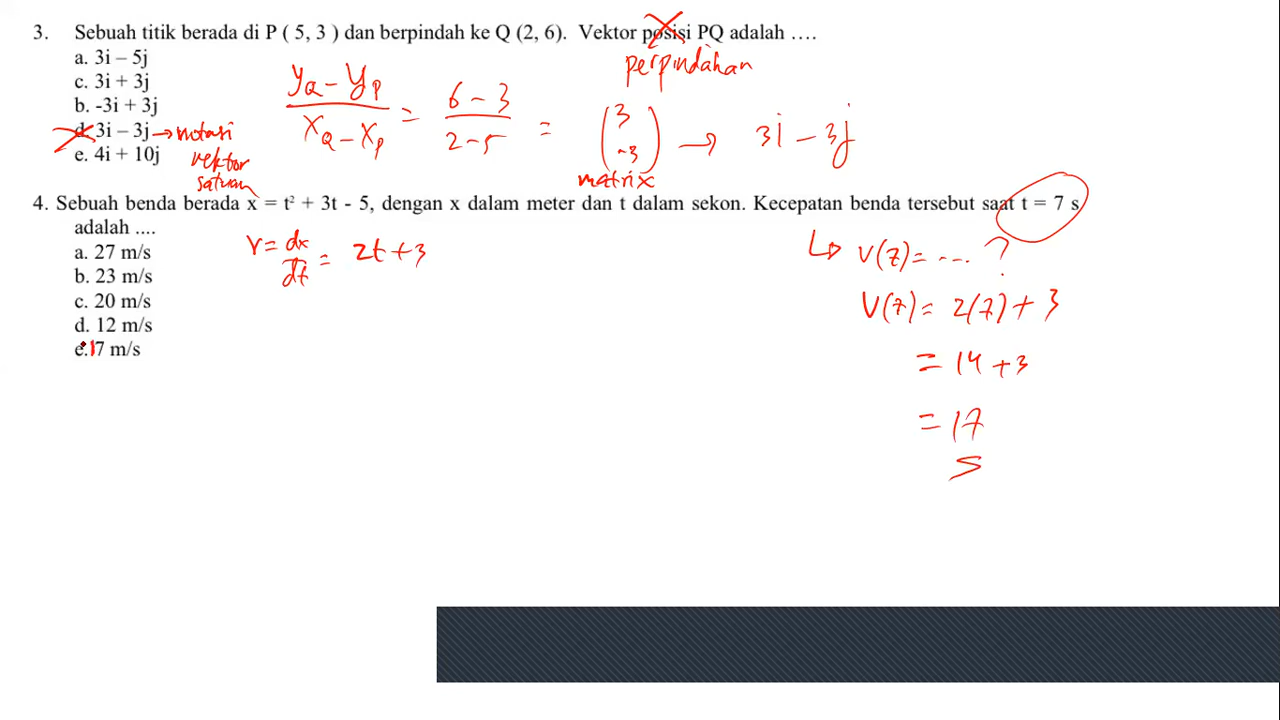 3. Sebuah titik berada di P ( 5, 3 ) dan berpindah ke Q (2, 6). Vektor posisi PQ adalah ….
perpindahan
a. 3i – 5j
c. 3i + 3j
b. -3i + 3j
d. 3i – 3j → notasi
vektor
satuan
e. 4i + 10j
yQ – yP / xQ – xP = 6 – 3 / 2 – 5 = (3 -3) → 3i – 3j
matrix
4. Sebuah benda berada x = t² + 3t - 5, dengan x dalam meter dan t dalam sekon. Kecepatan benda tersebut saat t = 7 s
adalah ....
a. 27 m/s
b. 23 m/s
c. 20 m/s
d. 12 m/s
e. 17 m/s
v = dx/dt = 2t + 3
↳ v(7) = .... ?
v(7) = 2(7) + 3
= 14 + 3
= 17